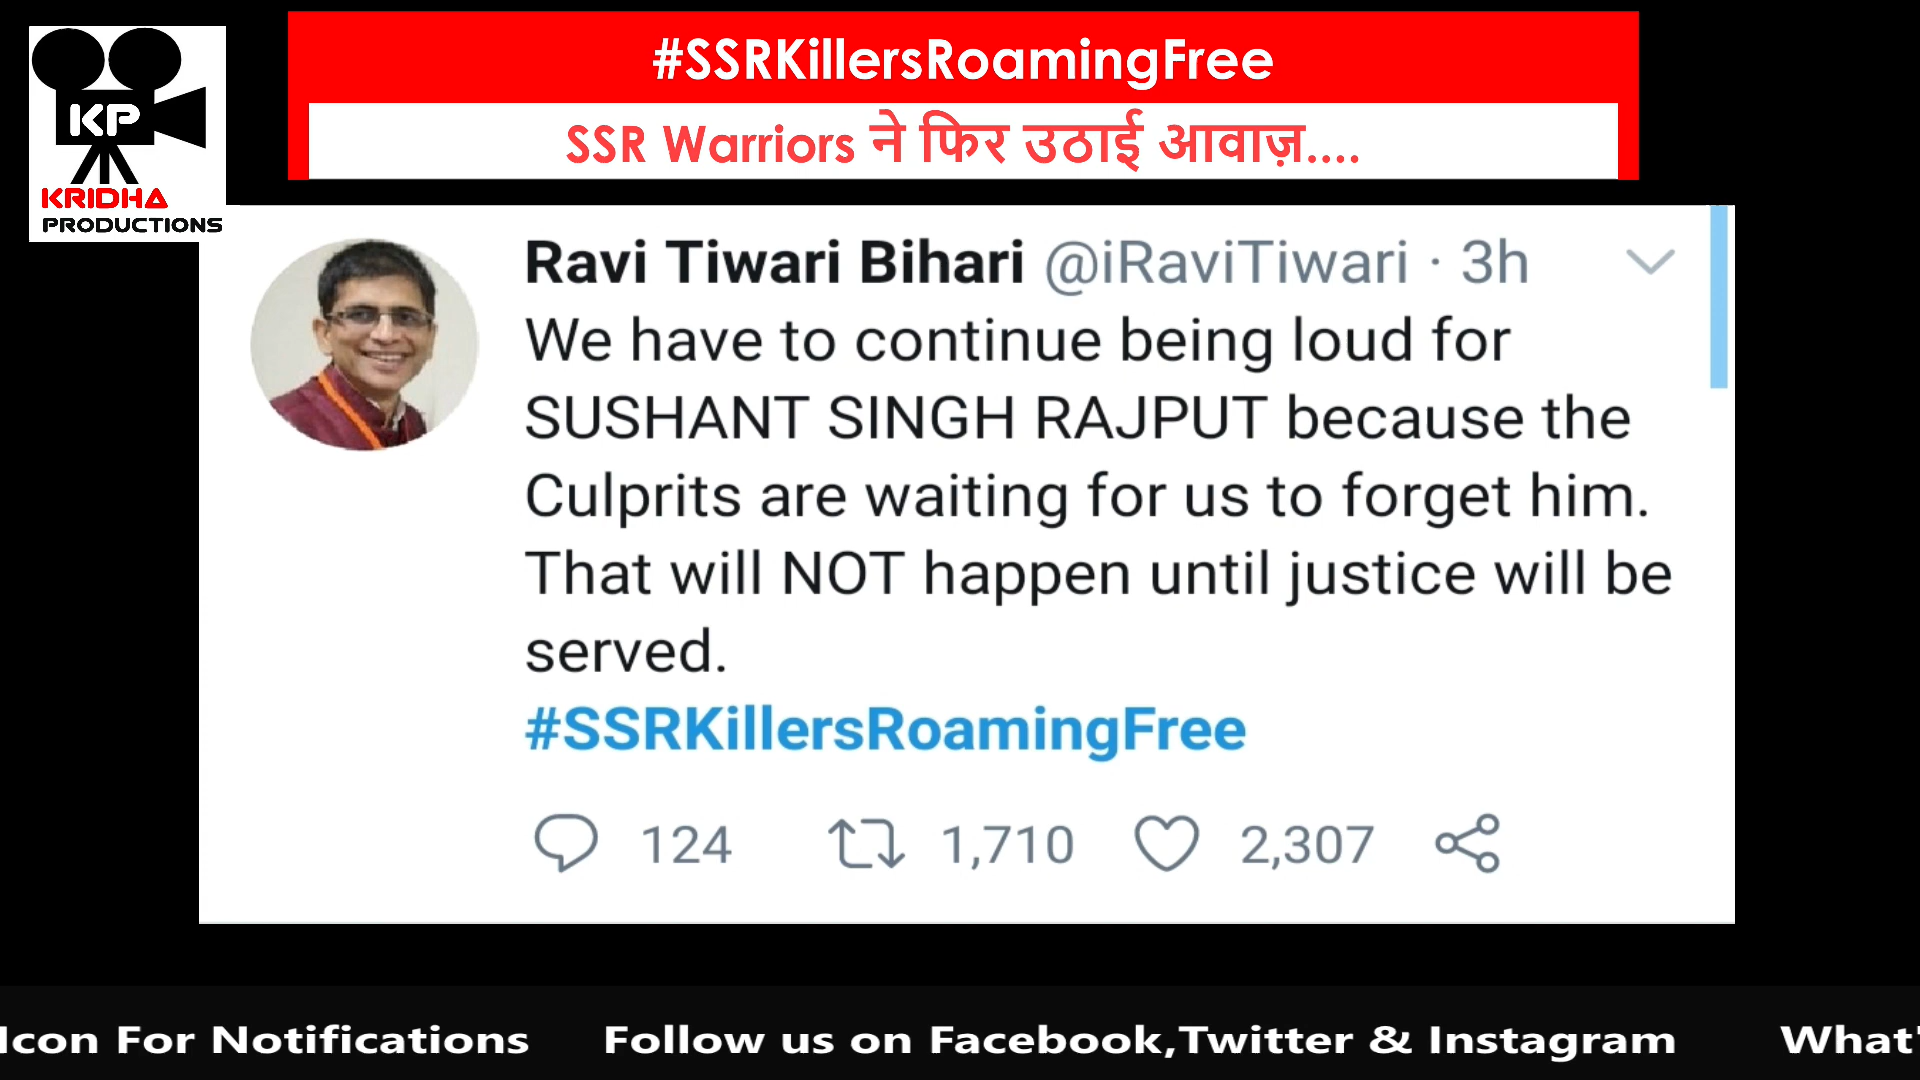 #SSRKillersRoamingFree
SSR Warriors ने फिर उठाई आवाज़....
KP
KRIDHA
PRODUCTIONS
Ravi Tiwari Bihari @iRaviTiwari · 3h
We have to continue being loud for
SUSHANT SINGH RAJPUT because the
Culprits are waiting for us to forget him.
That will NOT happen until justice will be
served.
#SSRKillersRoamingFree
124 1,710 2,307
Icon For Notifications Follow us on Facebook,Twitter & Instagram What'